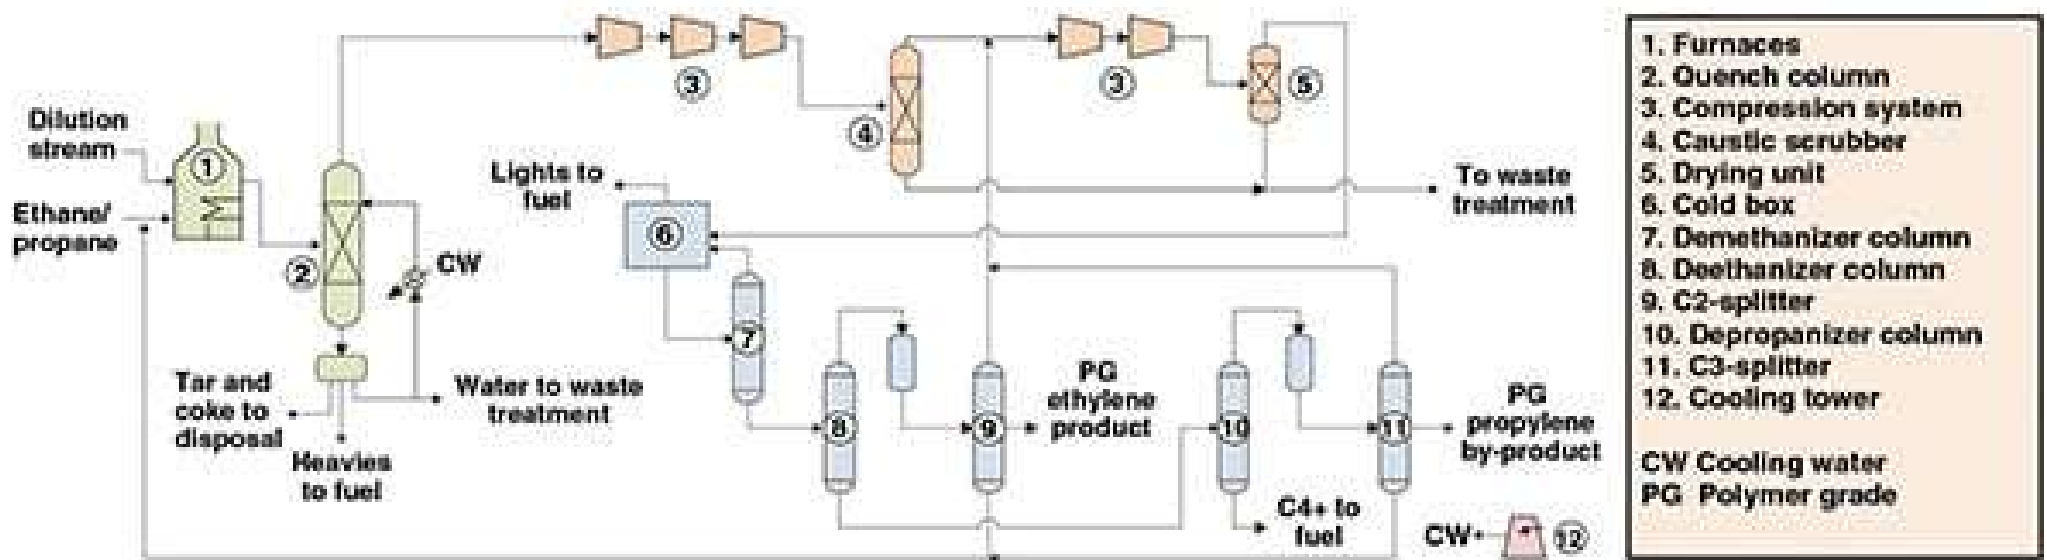 Dilution
stream
Ethane/
propane
1
2
CW
Tar and
coke to
disposal
Heavies
to fuel
Water to waste
treatment
3
4
3
5
Lights to
fuel
6
To waste
treatment
7
8
9
PG
ethylene
product
10
11
PG
propylene
by-product
C4+ to
fuel
CW
12
1. Furnaces
2. Quench column
3. Compression system
4. Caustic scrubber
5. Drying unit
6. Cold box
7. Demethanizer column
8. Deethanizer column
9. C2-splitter
10. Depropanizer column
11. C3-splitter
12. Cooling tower
CW Cooling water
PG Polymer grade